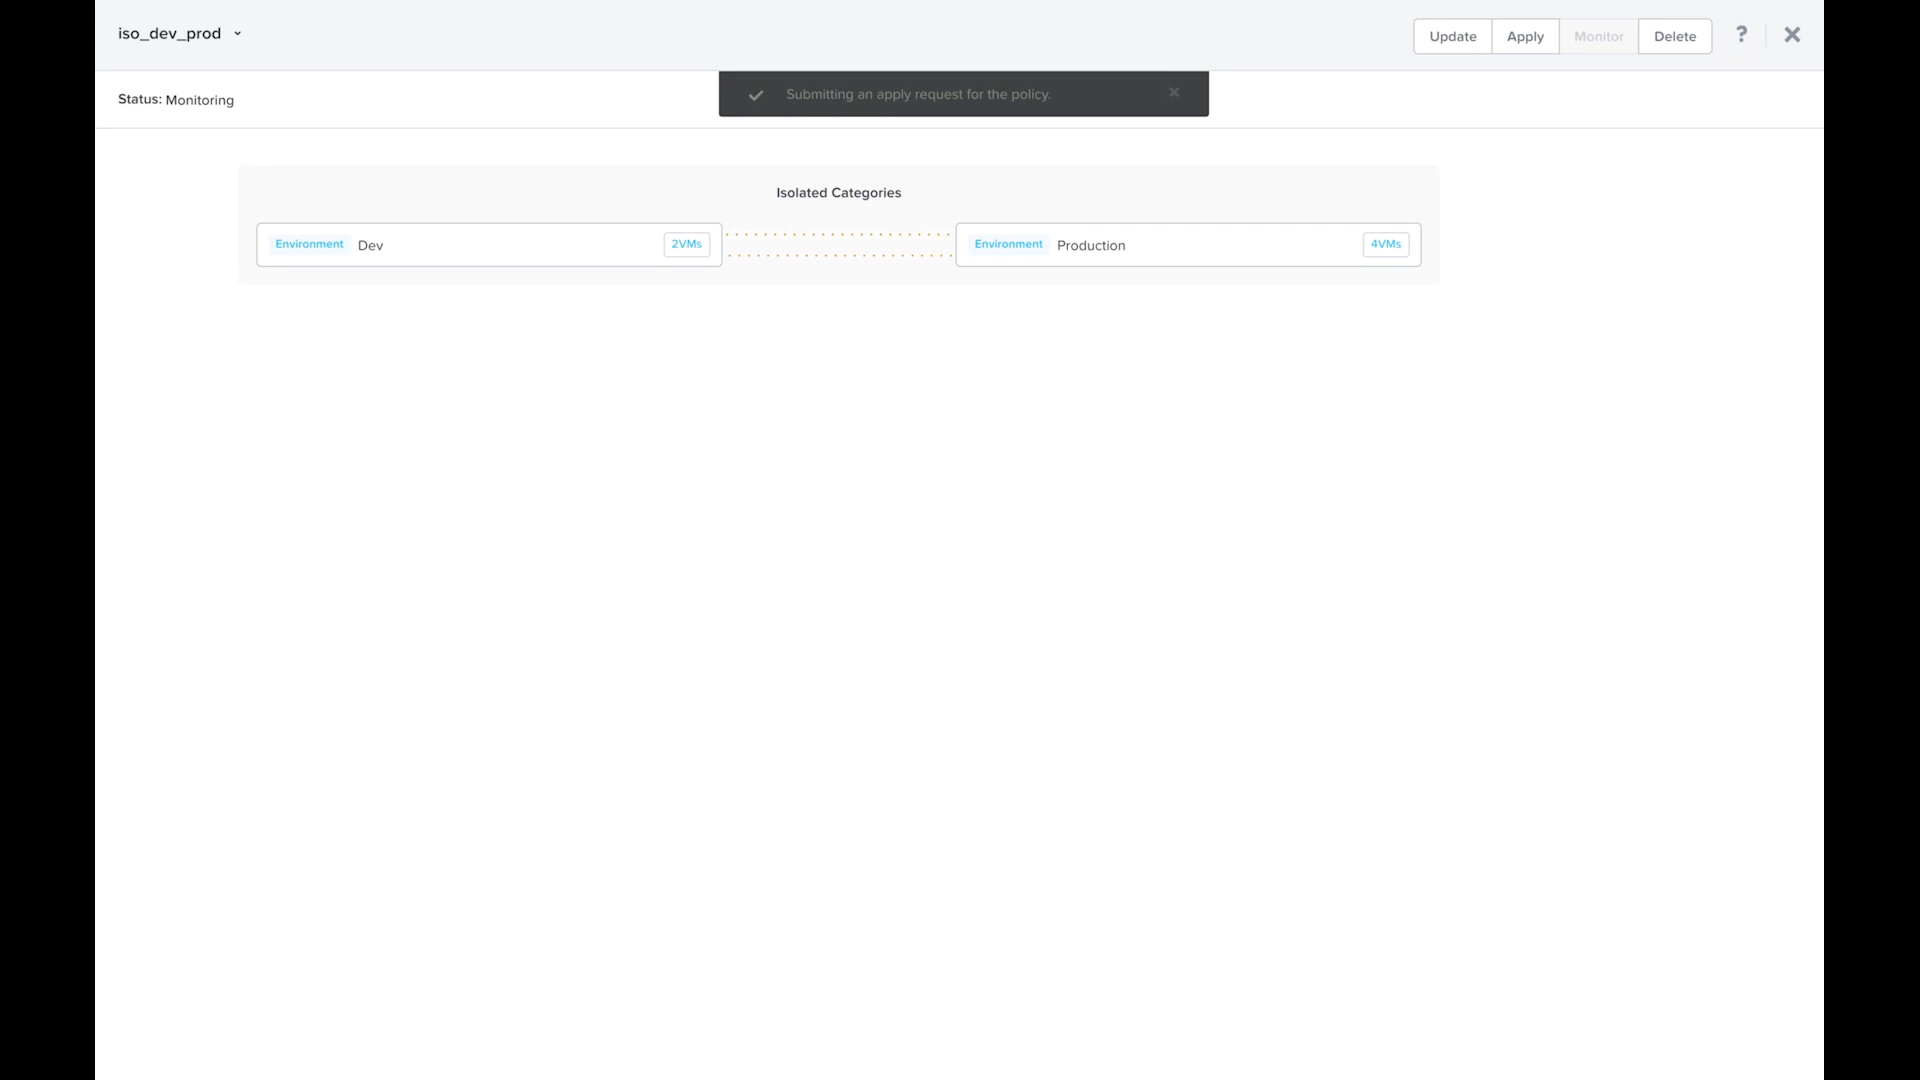 iso_dev_prod
Update Apply Monitor Delete ?
Status: Monitoring
Submitting an apply request for the policy.
Isolated Categories
Environment Dev 2VMs
Environment Production 4VMs